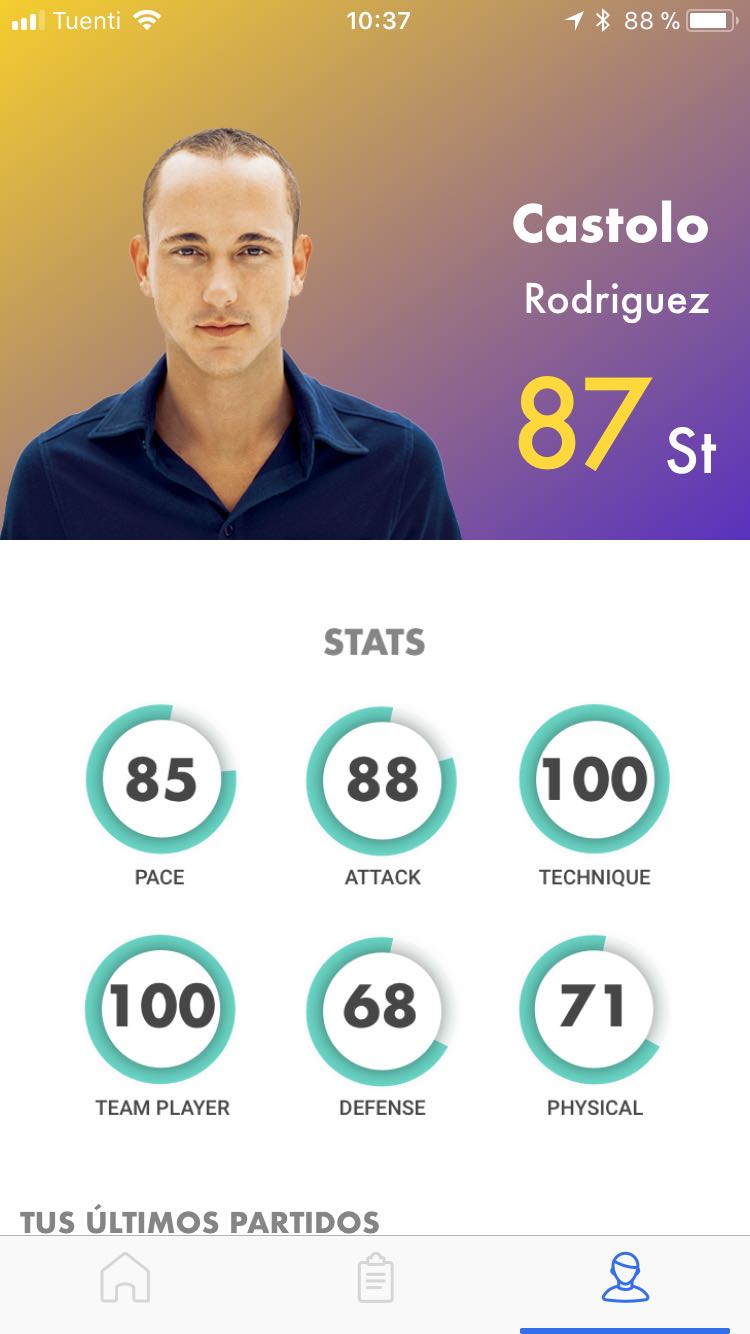 Tuenti 10:37 88 %
Castolo
Rodriguez
87 St
STATS
85 88 100
PACE ATTACK TECHNIQUE
100 68 71
TEAM PLAYER DEFENSE PHYSICAL
TUS ÚLTIMOS PARTIDOS